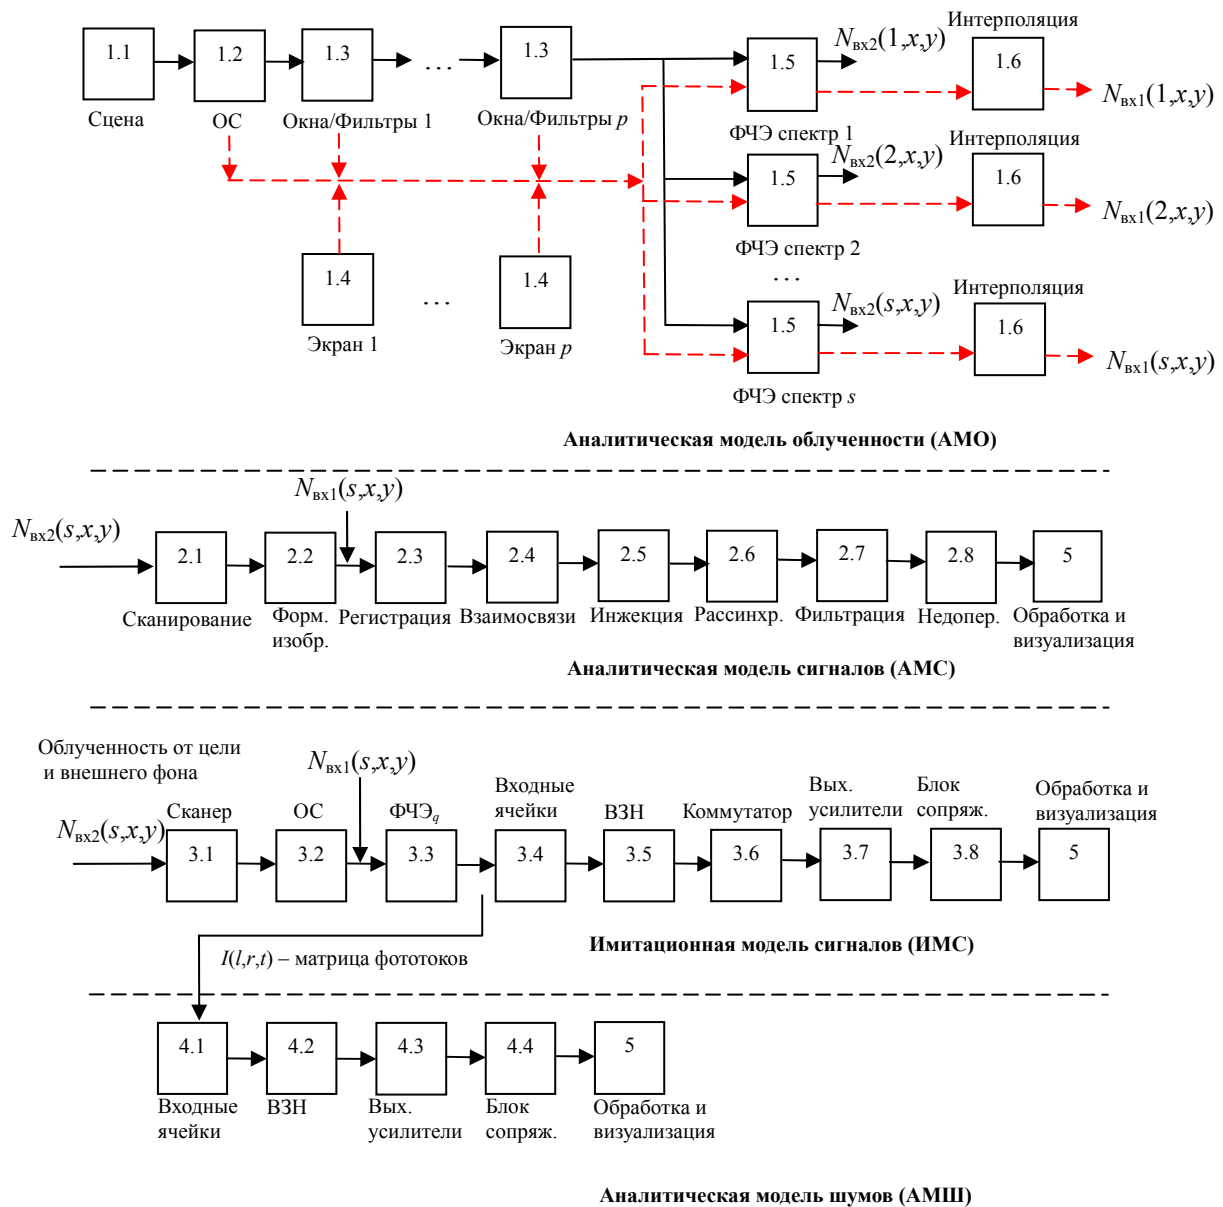 1.1
1.2
1.3
...
1.3
1.5
Nвх2(1,x,y)
Интерполяция
1.6
Nвх1(1,x,y)
Сцена
ОС
Окна/Фильтры 1
Окна/Фильтры p
ФЧЭ спектр 1
1.5
Nвх2(2,x,y)
Интерполяция
1.6
Nвх1(2,x,y)
ФЧЭ спектр 2
1.4
...
1.4
...
Экран 1
Экран p
1.5
Nвх2(s,x,y)
Интерполяция
1.6
Nвх1(s,x,y)
ФЧЭ спектр s
Аналитическая модель облученности (АМО)
Nвх1(s,x,y)
Nвх2(s,x,y)
2.1
2.2
2.3
2.4
2.5
2.6
2.7
2.8
5
Сканирование
Форм.
изобр.
Регистрация
Взаимосвязи
Инжекция
Рассинхр.
Фильтрация
Недопер.
Обработка и
визуализация
Аналитическая модель сигналов (АМС)
Облученность от цели
и внешнего фона
Nвх1(s,x,y)
Nвх2(s,x,y)
Сканер
ОС
ФЧЭq
Входные
ячейки
ВЗН
Коммутатор
Вых.
усилители
Блок
сопряж.
Обработка и
визуализация
3.1
3.2
3.3
3.4
3.5
3.6
3.7
3.8
5
Имитационная модель сигналов (ИМС)
I(l,r,t) – матрица фототоков
4.1
4.2
4.3
4.4
5
Входные
ячейки
ВЗН
Вых.
усилители
Блок
сопряж.
Обработка и
визуализация
Аналитическая модель шумов (АМШ)